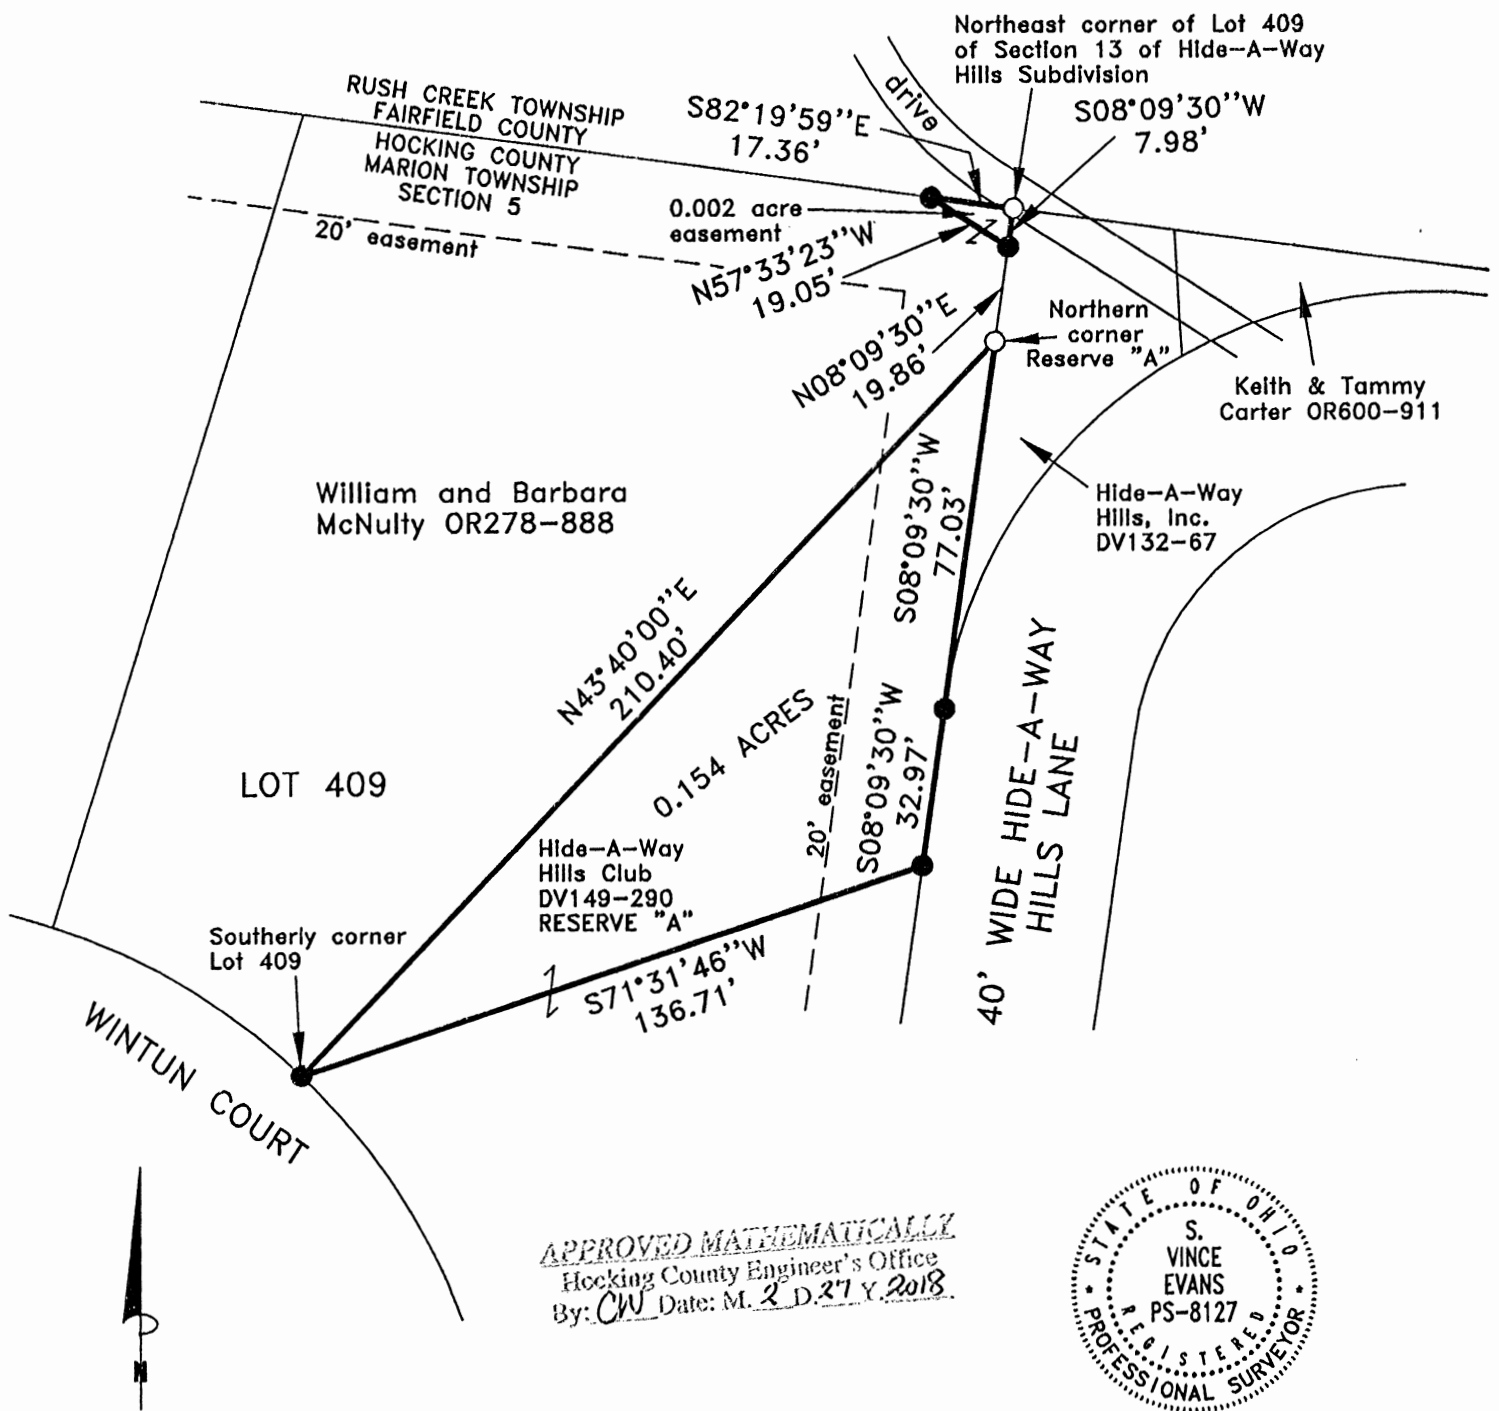 Northeast corner of Lot 409
of Section 13 of Hide-A-Way
Hills Subdivision
drive
RUSH CREEK TOWNSHIP
FAIRFIELD COUNTY
HOCKING COUNTY
MARION TOWNSHIP
SECTION 5
S82°19'59''E
17.36'
S08°09'30''W
7.98'
20' easement
0.002 acre
easement
N57°33'23''W
19.05'
N08°09'30''E
19.86'
Northern
corner
Reserve "A"
Keith & Tammy
Carter OR600-911
William and Barbara
McNulty OR278-888
S08°09'30''W
77.03'
Hide-A-Way
Hills, Inc.
DV132-67
N43°40'00''E
210.40'
0.154 ACRES
20' easement
S08°09'30''W
32.97'
40' WIDE HIDE-A-WAY
HILLS LANE
LOT 409
Hide-A-Way
Hills Club
DV149-290
RESERVE "A"
Southerly corner
Lot 409
S71°31'46''W
136.71'
WINTUN COURT
N
APPROVED MATHEMATICALLY
Hocking County Engineer's Office
By: CW Date: M. 2 D. 27 Y. 2018
STATE OF OHIO
S.
VINCE
EVANS
PS-8127
REGISTERED
PROFESSIONAL SURVEYOR